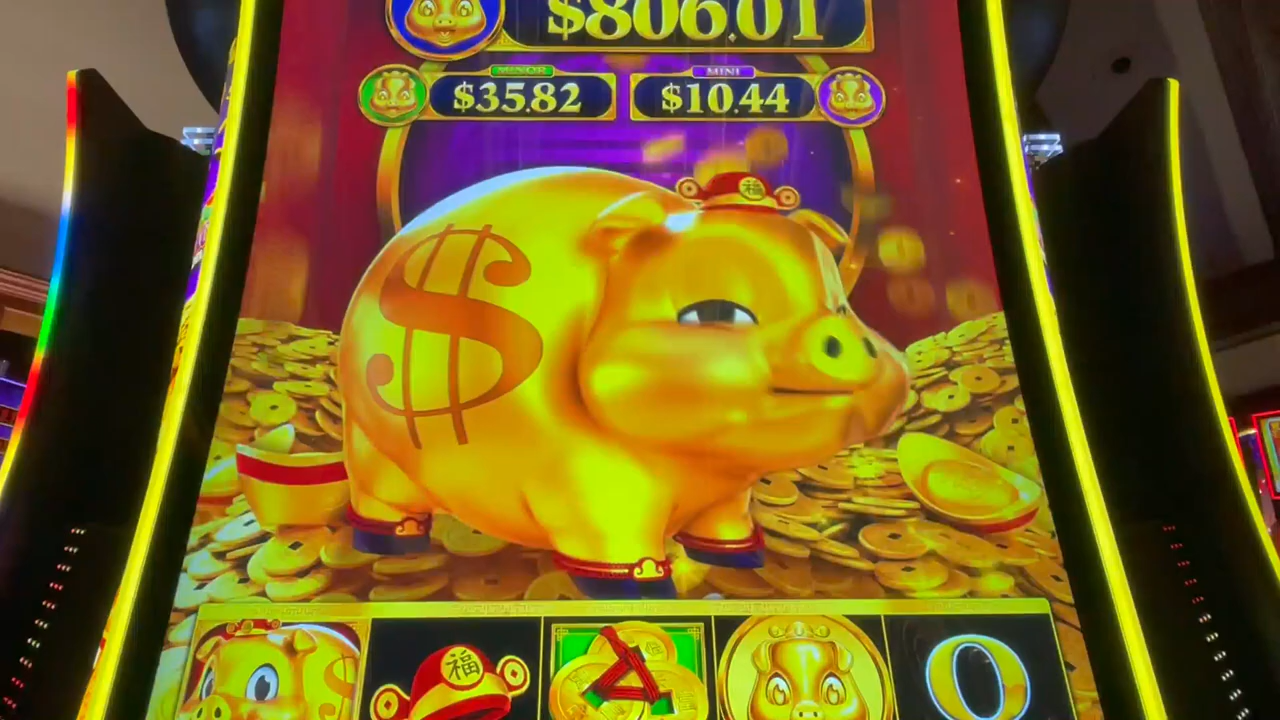 $806.01
MINOR
$35.82
MINI
$10.44
福
$
福
$
Q